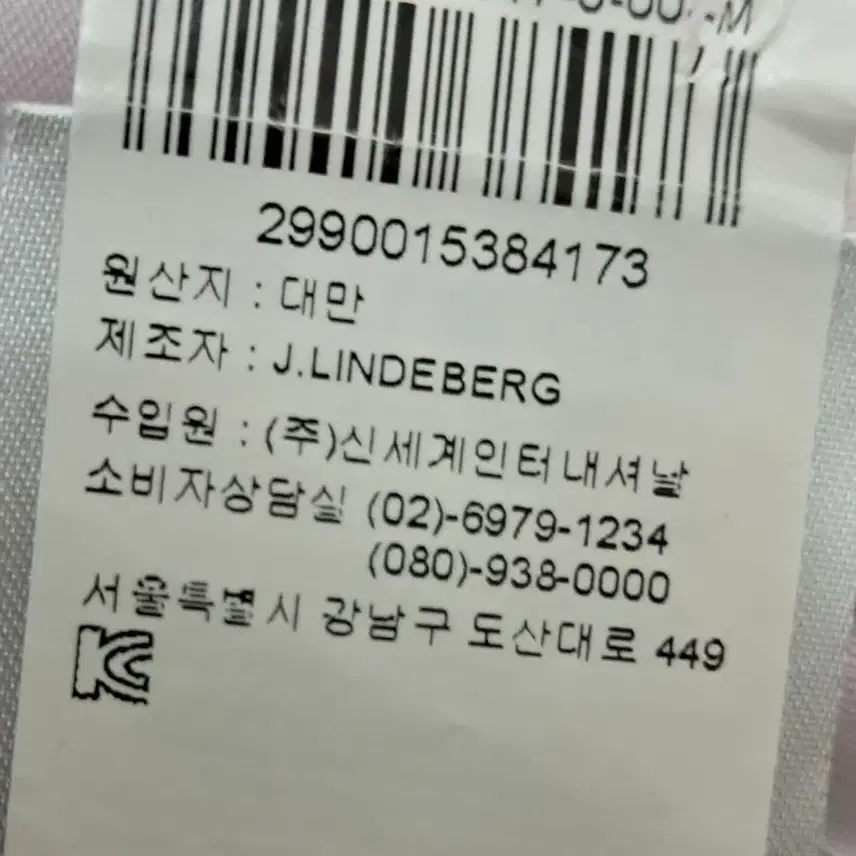 2990015384173
원산지 : 대만
제조자 : J.LINDEBERG
수입원 : (주)신세계인터내셔날
소비자상담실 (02)-6979-1234
(080)-938-0000
서울특별시 강남구 도산대로 449